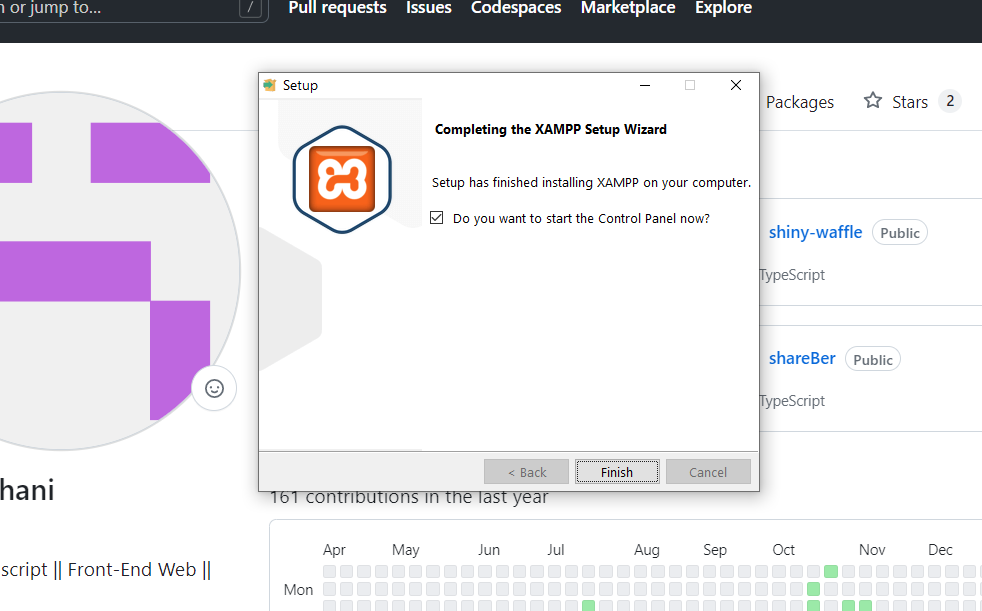 or jump to...
/
Pull requests Issues Codespaces Marketplace Explore
Setup
Packages
Stars 2
Completing the XAMPP Setup Wizard
Setup has finished installing XAMPP on your computer.
Do you want to start the Control Panel now?
shiny-waffle Public
TypeScript
shareBer Public
TypeScript
< Back Finish Cancel
hani
161 contributions in the last year
script || Front-End Web ||
Apr May Jun Jul Aug Sep Oct Nov Dec
Mon